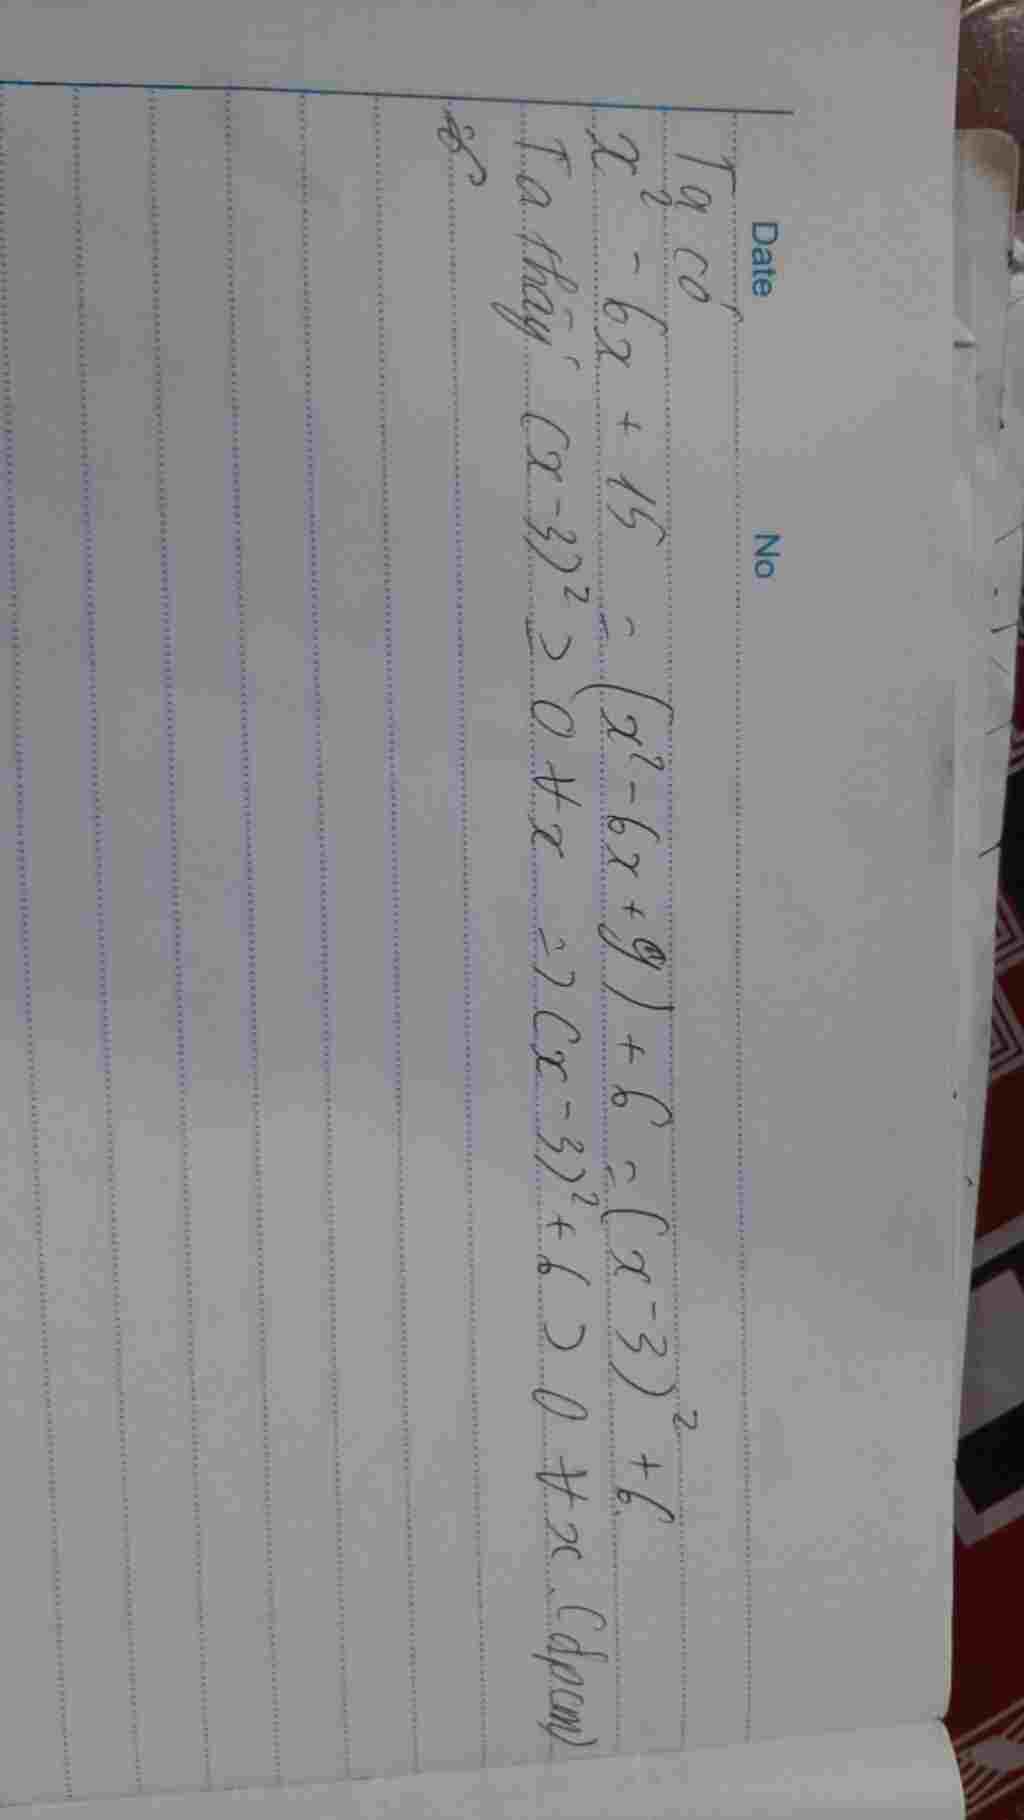 Date No
Ta có
x² - 6x + 15 = (x² - 6x + 9) + 6 = (x - 3)² + 6
Ta thấy (x - 3)² > 0 ∀ x => (x - 3)² + 6 > 0 ∀ x (đpcm)